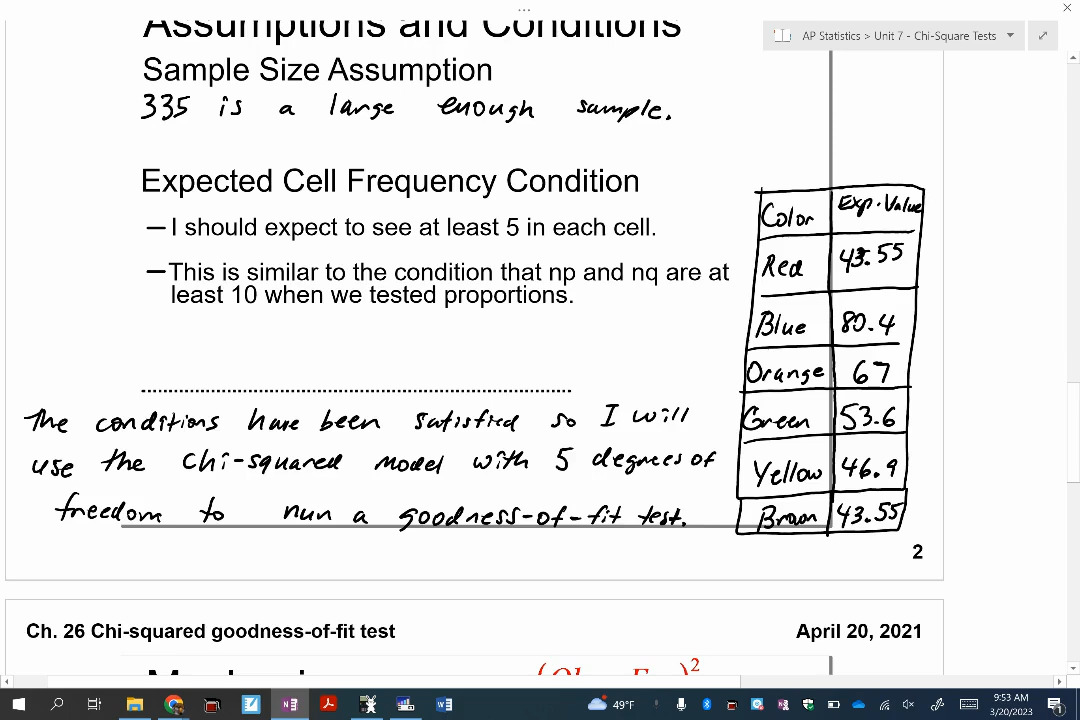 Assumptions and Conditions
AP Statistics > Unit 7 - Chi-Square Tests
Sample Size Assumption
335 is a large enough sample.
Expected Cell Frequency Condition
– I should expect to see at least 5 in each cell.
– This is similar to the condition that np and nq are at
least 10 when we tested proportions.
Color Exp. Value
Red 43.55
Blue 80.4
Orange 67
Green 53.6
Yellow 46.9
Brown 43.55
The conditions have been satisfied so I will
use the chi-squared model with 5 degrees of
freedom to run a goodness-of-fit test.
2
Ch. 26 Chi-squared goodness-of-fit test
April 20, 2021
49°F
9:53 AM
3/20/2023